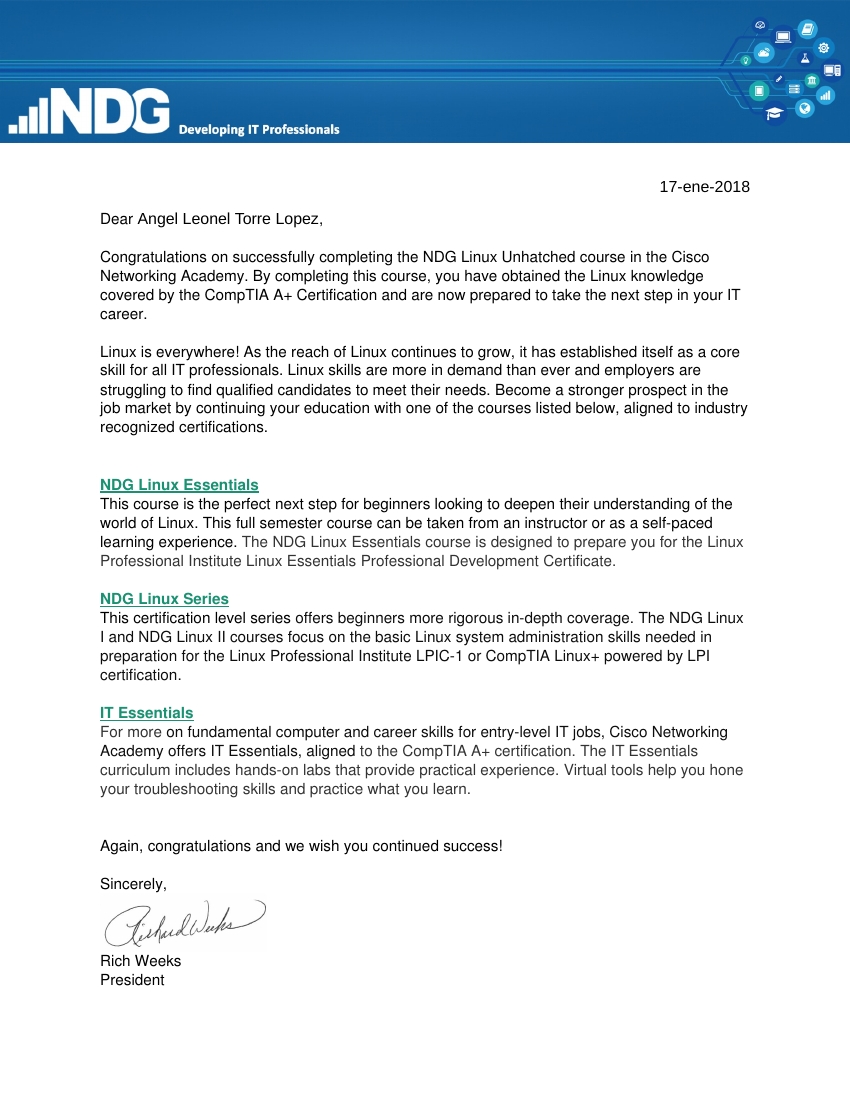 NDG Developing IT Professionals
17-ene-2018
Dear Angel Leonel Torre Lopez,
Congratulations on successfully completing the NDG Linux Unhatched course in the Cisco
Networking Academy. By completing this course, you have obtained the Linux knowledge
covered by the CompTIA A+ Certification and are now prepared to take the next step in your IT
career.
Linux is everywhere! As the reach of Linux continues to grow, it has established itself as a core
skill for all IT professionals. Linux skills are more in demand than ever and employers are
struggling to find qualified candidates to meet their needs. Become a stronger prospect in the
job market by continuing your education with one of the courses listed below, aligned to industry
recognized certifications.
NDG Linux Essentials
This course is the perfect next step for beginners looking to deepen their understanding of the
world of Linux. This full semester course can be taken from an instructor or as a self-paced
learning experience. The NDG Linux Essentials course is designed to prepare you for the Linux
Professional Institute Linux Essentials Professional Development Certificate.
NDG Linux Series
This certification level series offers beginners more rigorous in-depth coverage. The NDG Linux
I and NDG Linux II courses focus on the basic Linux system administration skills needed in
preparation for the Linux Professional Institute LPIC-1 or CompTIA Linux+ powered by LPI
certification.
IT Essentials
For more on fundamental computer and career skills for entry-level IT jobs, Cisco Networking
Academy offers IT Essentials, aligned to the CompTIA A+ certification. The IT Essentials
curriculum includes hands-on labs that provide practical experience. Virtual tools help you hone
your troubleshooting skills and practice what you learn.
Again, congratulations and we wish you continued success!
Sincerely,
Richard Weeks
Rich Weeks
President